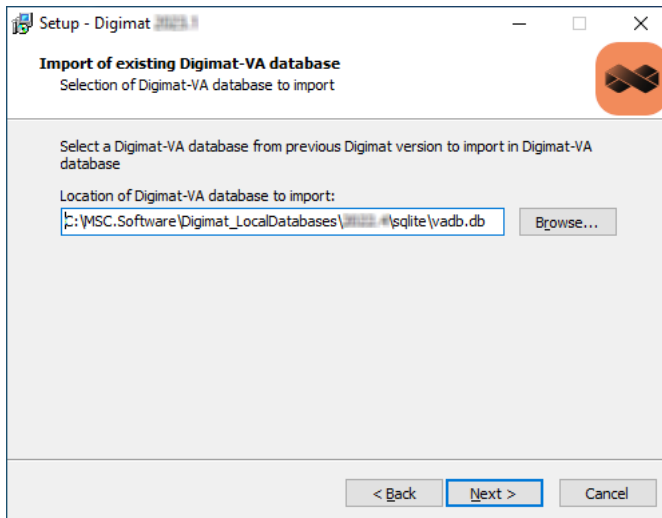 Setup - Digimat
Import of existing Digimat-VA database
Selection of Digimat-VA database to import
Select a Digimat-VA database from previous Digimat version to import in Digimat-VA
database
Location of Digimat-VA database to import:
C:\MSC.Software\Digimat_LocalDatabases\ \sqlite\vadb.db
Browse...
< Back
Next >
Cancel